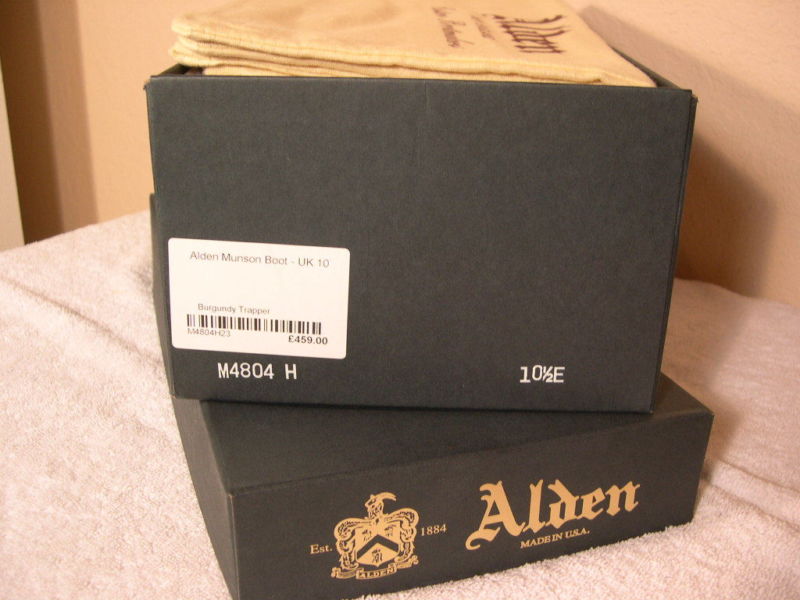 Alden
Alden Munson Boot - UK 10
Burgundy Trapper
M4804H23
£459.00
M4804 H
10½E
Est. 1884
ALDEN
Alden
MADE IN U.S.A.